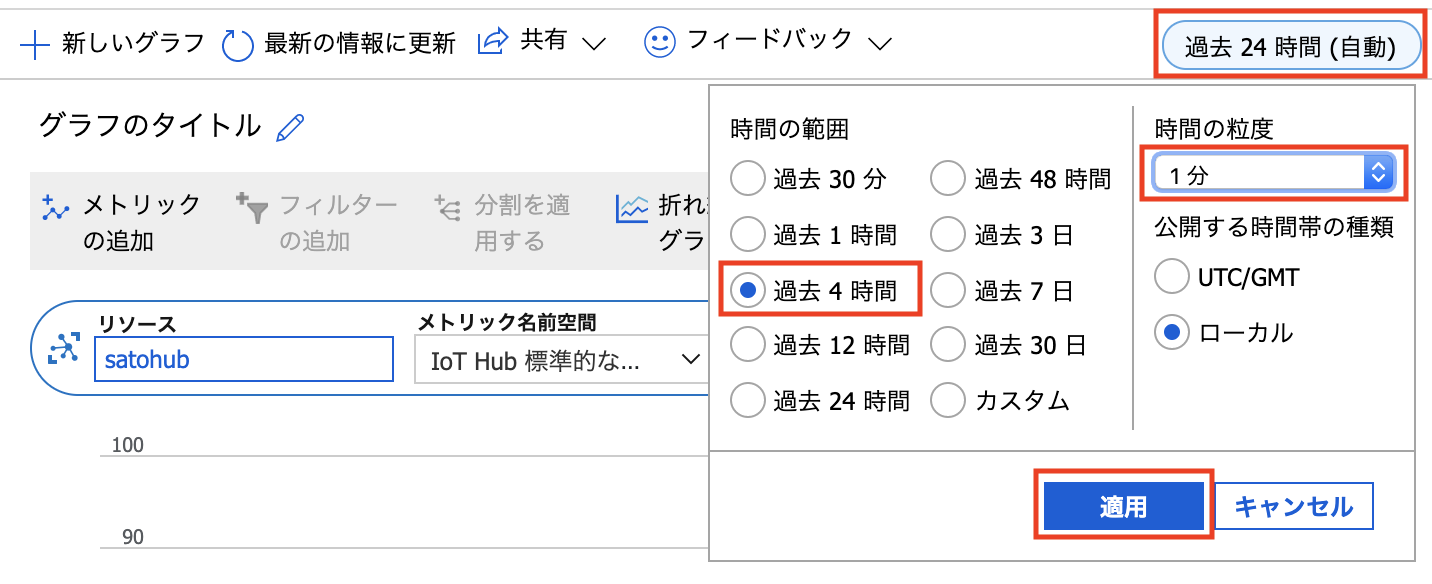 新しいグラフ 最新の情報に更新 共有 フィードバック 過去 24 時間 (自動)
グラフのタイトル
メトリック
の追加
フィルター
の追加
分割を適
用する
折れ
グラ
リソース
satohub
メトリック名前空間
IoT Hub 標準的な...
100
90
時間の範囲
過去 30 分 過去 48 時間
過去 1 時間 過去 3 日
過去 4 時間 過去 7 日
過去 12 時間 過去 30 日
過去 24 時間 カスタム
時間の粒度
1 分
公開する時間帯の種類
UTC/GMT
ローカル
適用 キャンセル